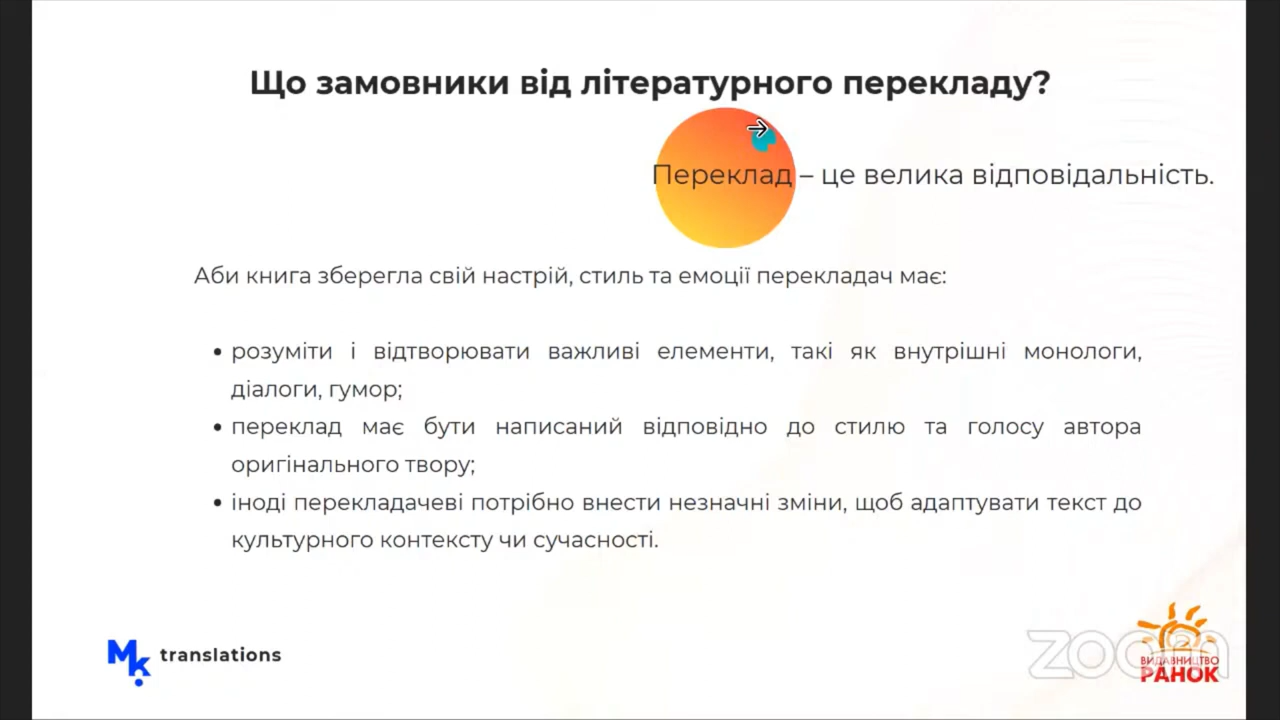 Що замовники від літературного перекладу?
Переклад – це велика відповідальність.
Аби книга зберегла свій настрій, стиль та емоції перекладач має:
• розуміти і відтворювати важливі елементи, такі як внутрішні монологи,
діалоги, гумор;
• переклад має бути написаний відповідно до стилю та голосу автора
оригінального твору;
• іноді перекладачеві потрібно внести незначні зміни, щоб адаптувати текст до
культурного контексту чи сучасності.
Mk translations
zoom
ВИДАВНИЦТВО
РАНОК